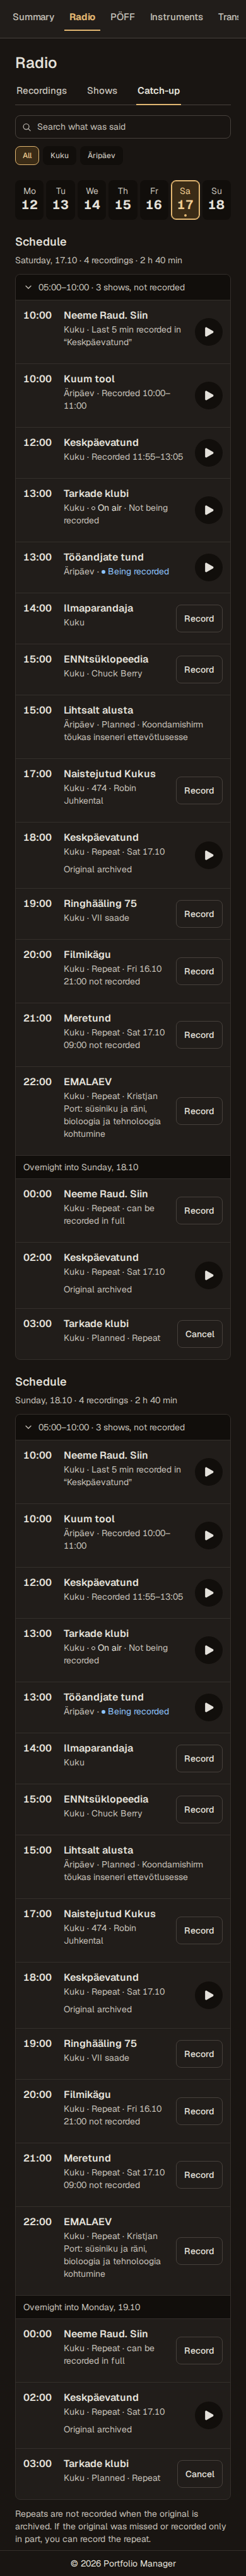 Summary Radio PÖFF Instruments Trans
Radio
Recordings Shows Catch-up
Search what was said
All Kuku Äripäev
Mo Tu We Th Fr Sa Su
12 13 14 15 16 17 18
Schedule
Saturday, 17.10 · 4 recordings · 2 h 40 min
05:00–10:00 · 3 shows, not recorded
10:00 Neeme Raud. Siin
Kuku · Last 5 min recorded in
"Keskpäevatund"
10:00 Kuum tool
Äripäev · Recorded 10:00–
11:00
12:00 Keskpäevatund
Kuku · Recorded 11:55–13:05
13:00 Tarkade klubi
Kuku · On air · Not being
recorded
13:00 Tööandjate tund
Äripäev · Being recorded
14:00 Ilmaparandaja
Kuku
Record
15:00 ENNtsüklopeedia
Kuku · Chuck Berry
Record
15:00 Lihtsalt alusta
Äripäev · Planned · Koondamishirm
tõukas inseneri ettevõtlusesse
17:00 Naistejutud Kukus
Kuku · 474 · Robin
Juhkental
Record
18:00 Keskpäevatund
Kuku · Repeat · Sat 17.10
Original archived
19:00 Ringhääling 75
Kuku · VII saade
Record
20:00 Filmikägu
Kuku · Repeat · Fri 16.10
21:00 not recorded
Record
21:00 Meretund
Kuku · Repeat · Sat 17.10
09:00 not recorded
Record
22:00 EMALAEV
Kuku · Repeat · Kristjan
Port: süsiniku ja räni,
bioloogia ja tehnoloogia
kohtumine
Record
Overnight into Sunday, 18.10
00:00 Neeme Raud. Siin
Kuku · Repeat · can be
recorded in full
Record
02:00 Keskpäevatund
Kuku · Repeat · Sat 17.10
Original archived
03:00 Tarkade klubi
Kuku · Planned · Repeat
Cancel
Schedule
Sunday, 18.10 · 4 recordings · 2 h 40 min
05:00–10:00 · 3 shows, not recorded
10:00 Neeme Raud. Siin
Kuku · Last 5 min recorded in
"Keskpäevatund"
10:00 Kuum tool
Äripäev · Recorded 10:00–
11:00
12:00 Keskpäevatund
Kuku · Recorded 11:55–13:05
13:00 Tarkade klubi
Kuku · On air · Not being
recorded
13:00 Tööandjate tund
Äripäev · Being recorded
14:00 Ilmaparandaja
Kuku
Record
15:00 ENNtsüklopeedia
Kuku · Chuck Berry
Record
15:00 Lihtsalt alusta
Äripäev · Planned · Koondamishirm
tõukas inseneri ettevõtlusesse
17:00 Naistejutud Kukus
Kuku · 474 · Robin
Juhkental
Record
18:00 Keskpäevatund
Kuku · Repeat · Sat 17.10
Original archived
19:00 Ringhääling 75
Kuku · VII saade
Record
20:00 Filmikägu
Kuku · Repeat · Fri 16.10
21:00 not recorded
Record
21:00 Meretund
Kuku · Repeat · Sat 17.10
09:00 not recorded
Record
22:00 EMALAEV
Kuku · Repeat · Kristjan
Port: süsiniku ja räni,
bioloogia ja tehnoloogia
kohtumine
Record
Overnight into Monday, 19.10
00:00 Neeme Raud. Siin
Kuku · Repeat · can be
recorded in full
Record
02:00 Keskpäevatund
Kuku · Repeat · Sat 17.10
Original archived
03:00 Tarkade klubi
Kuku · Planned · Repeat
Cancel
Repeats are not recorded when the original is
archived. If the original was missed or recorded only
in part, you can record the repeat.
© 2026 Portfolio Manager